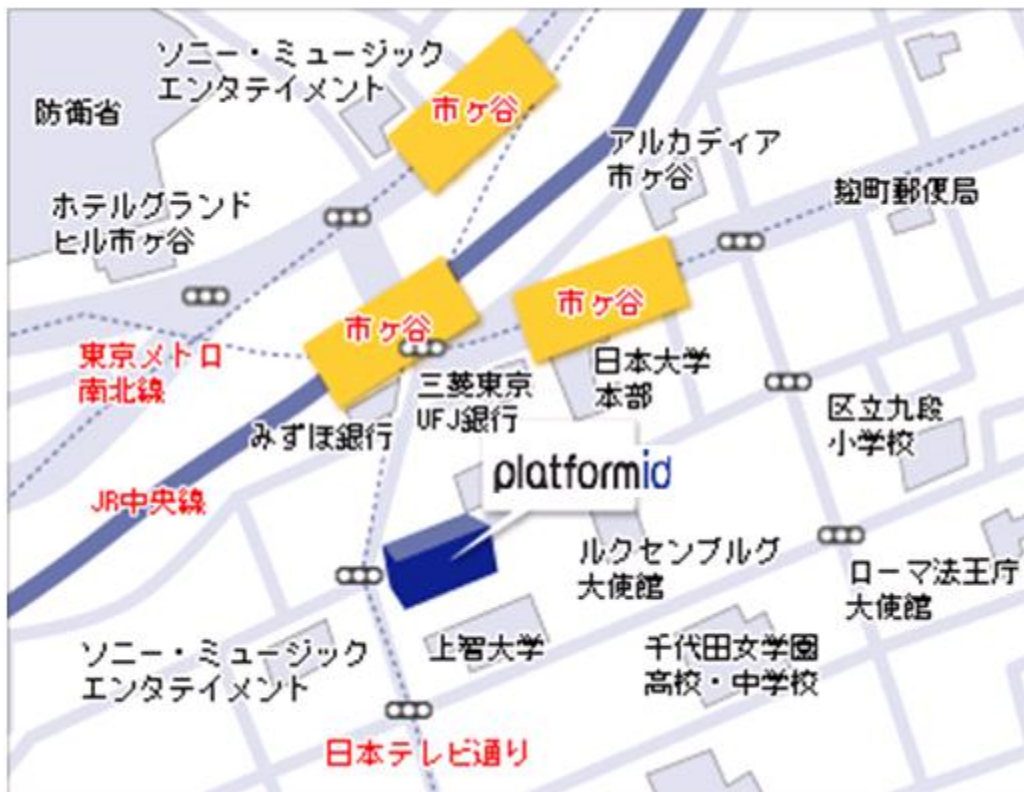 ソニー・ミュージック
エンタテイメント
市ヶ谷
防衛省
アルカディア
市ヶ谷
麹町郵便局
ホテルグランド
ヒル市ヶ谷
市ヶ谷
市ヶ谷
東京メトロ
南北線
三菱東京
UFJ銀行
日本大学
本部
区立九段
小学校
みずほ銀行
platformid
JR中央線
ルクセンブルグ
大使館
ローマ法王庁
大使館
ソニー・ミュージック
エンタテイメント
上智大学
千代田女学園
高校・中学校
日本テレビ通り